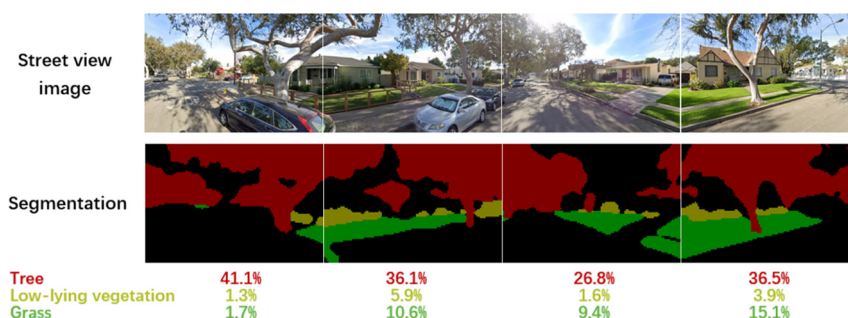 Street view
image
Segmentation
Tree 41.1% 36.1% 26.8% 36.5%
Low-lying vegetation 1.3% 5.9% 1.6% 3.9%
Grass 1.7% 10.6% 9.4% 15.1%